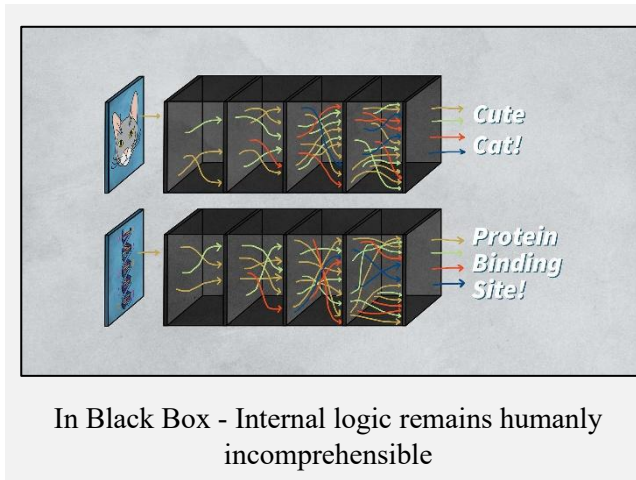 Cute
Cat!
Protein
Binding
Site!
In Black Box - Internal logic remains humanly
incomprehensible